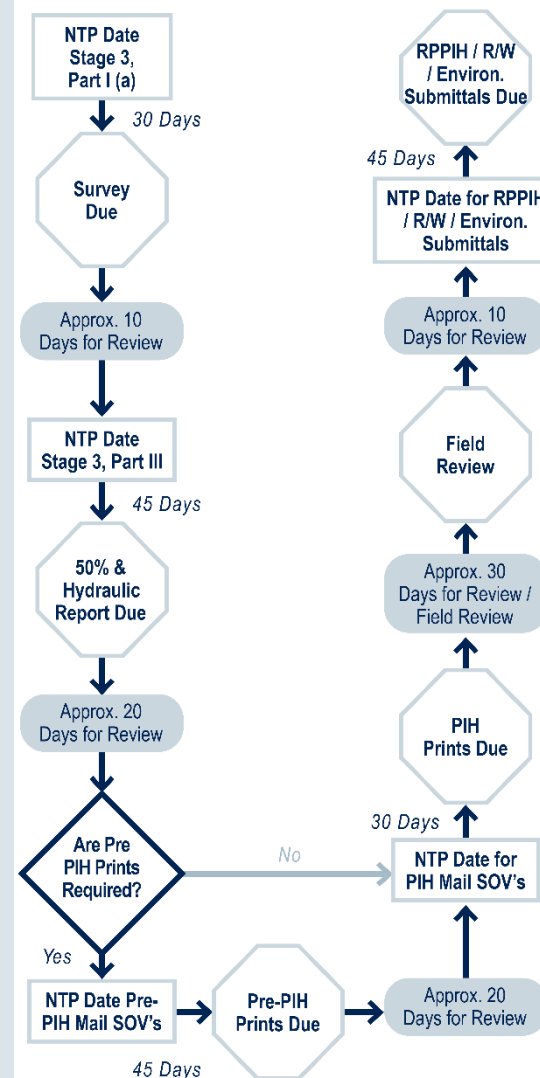 NTP Date
Stage 3,
Part I (a)
30 Days
Survey
Due
Approx. 10
Days for Review
NTP Date
Stage 3, Part III
45 Days
50% &
Hydraulic
Report Due
Approx. 20
Days for Review
Are Pre
PIH Prints
Required?
No
Yes
NTP Date Pre-
PIH Mail SOV's
45 Days
Pre-PIH
Prints Due
Approx. 20
Days for Review
NTP Date for
PIH Mail SOV's
30 Days
PIH
Prints Due
Approx. 30
Days for Review /
Field Review
Field
Review
Approx. 10
Days for Review
NTP Date for RPPIH
/ R/W / Environ.
Submittals
45 Days
RPPIH / R/W
/ Environ.
Submittals Due